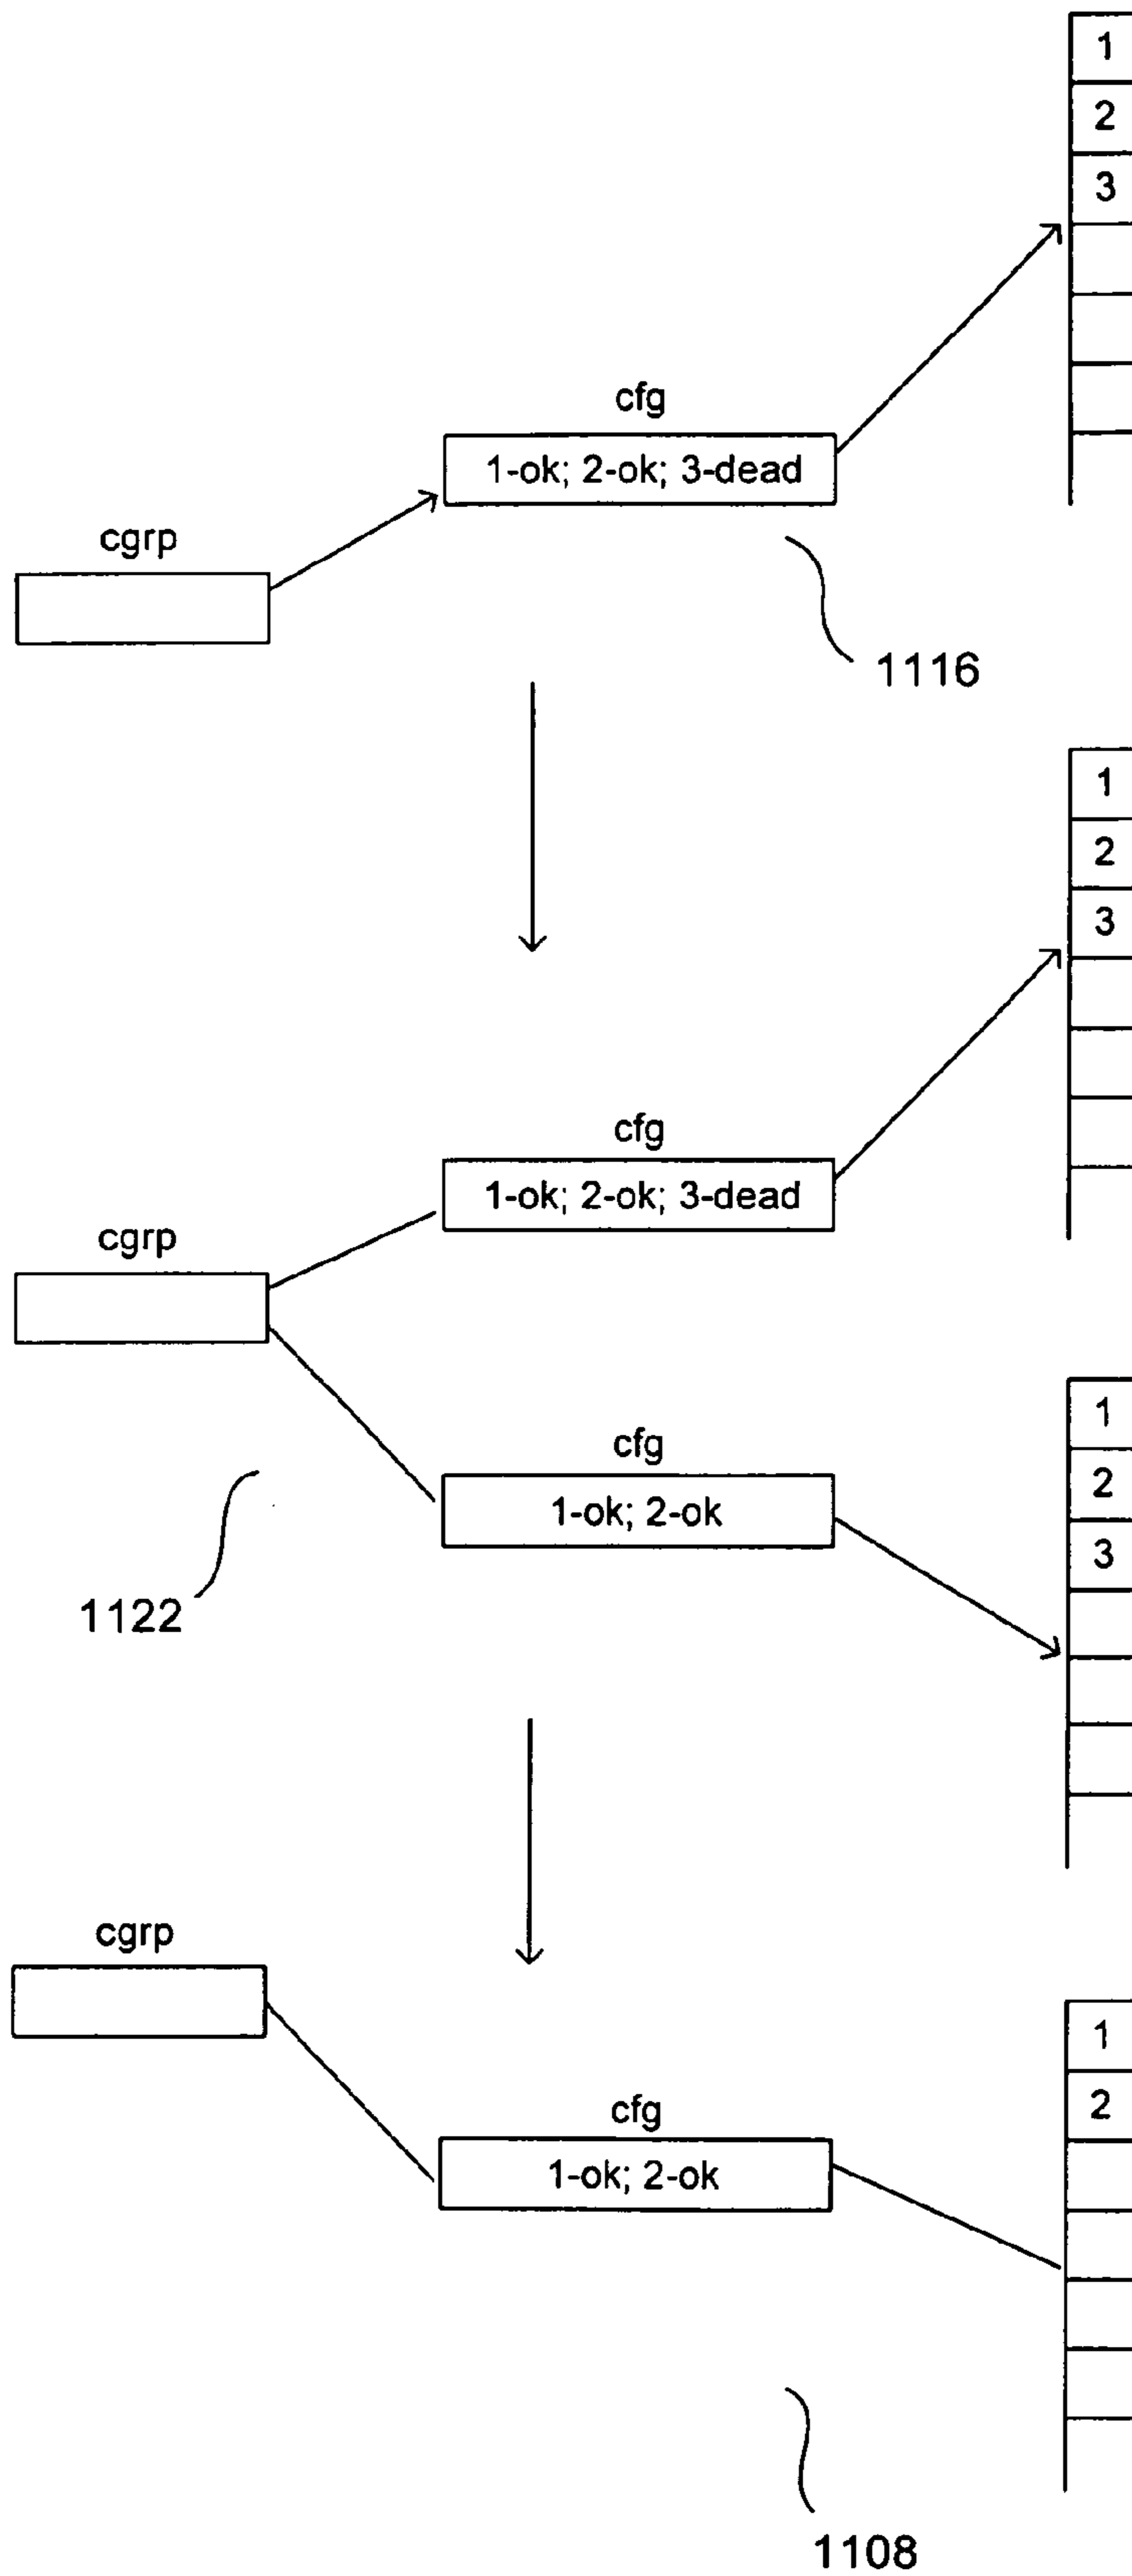 1
2
3
cfg
1-ok; 2-ok; 3-dead
cgrp
1116
1
2
3
cfg
1-ok; 2-ok; 3-dead
cgrp
1
2
3
cfg
1-ok; 2-ok
1122
cgrp
1
2
cfg
1-ok; 2-ok
1108